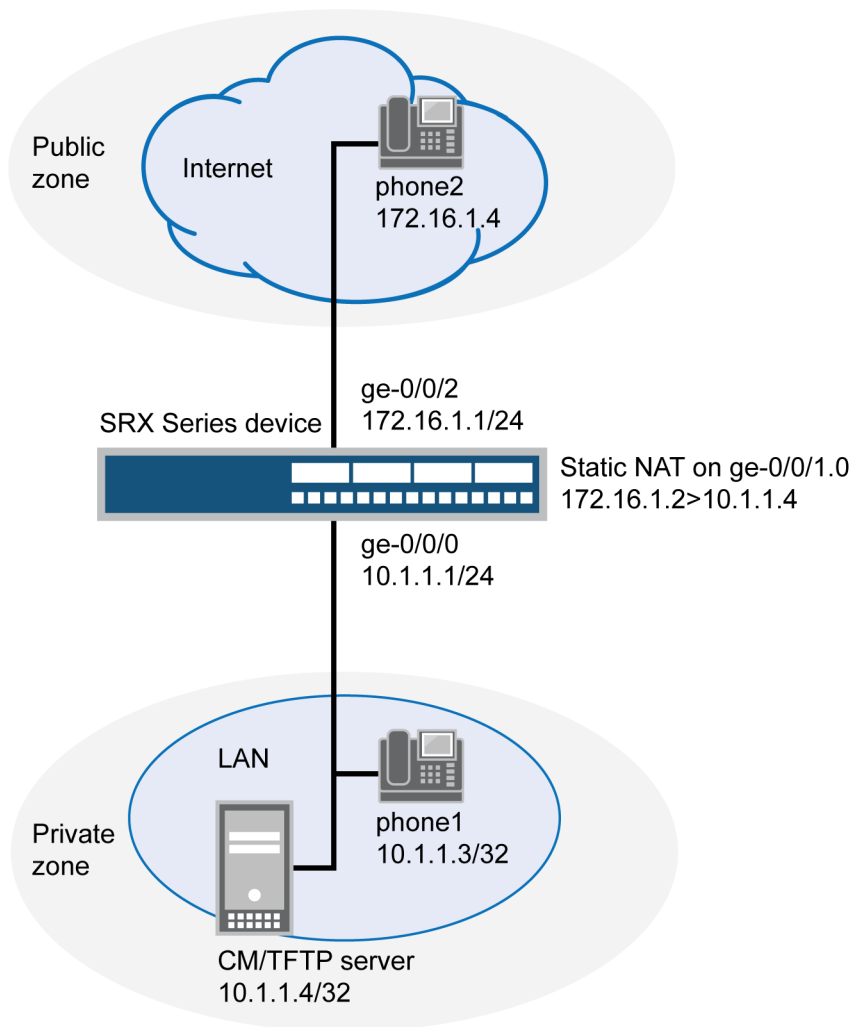 Public
zone
Internet
phone2
172.16.1.4
ge-0/0/2
172.16.1.1/24
SRX Series device
Static NAT on ge-0/0/1.0
172.16.1.2>10.1.1.4
ge-0/0/0
10.1.1.1/24
LAN
phone1
10.1.1.3/32
Private
zone
CM/TFTP server
10.1.1.4/32